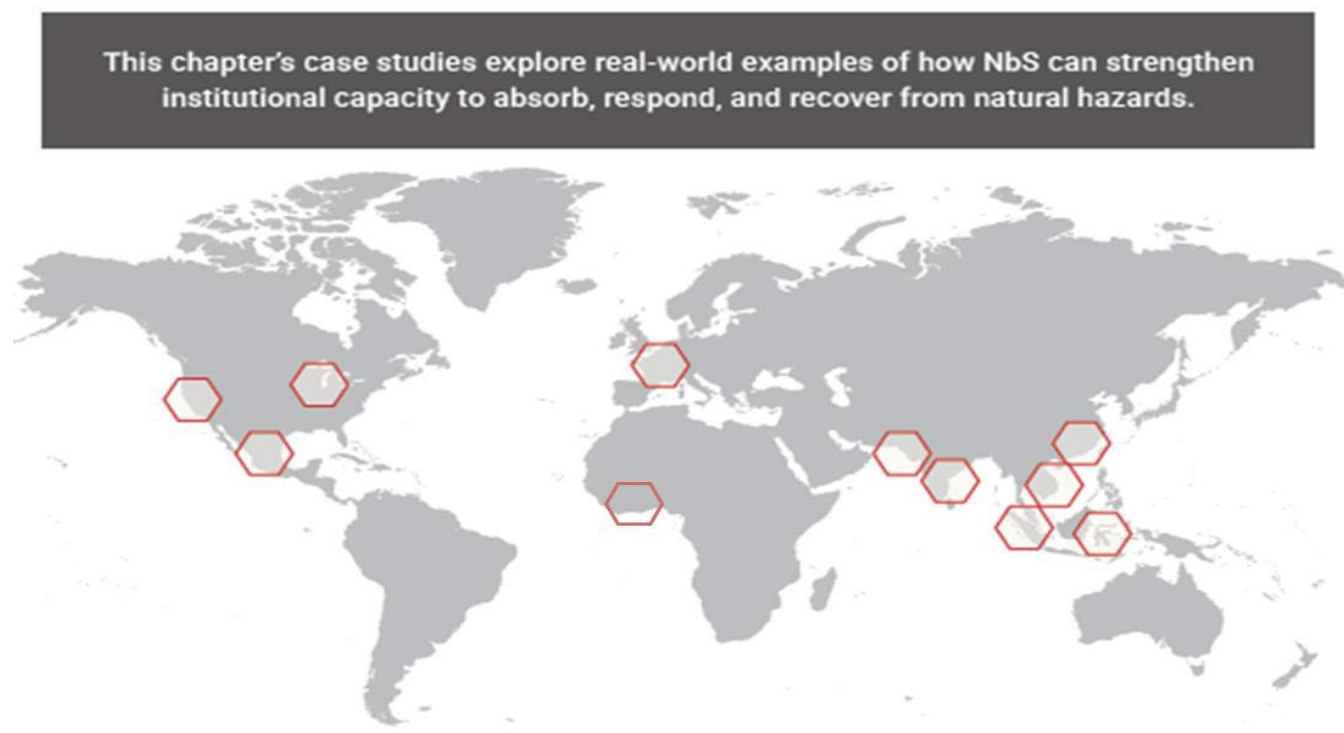 This chapter's case studies explore real-world examples of how NbS can strengthen
institutional capacity to absorb, respond, and recover from natural hazards.